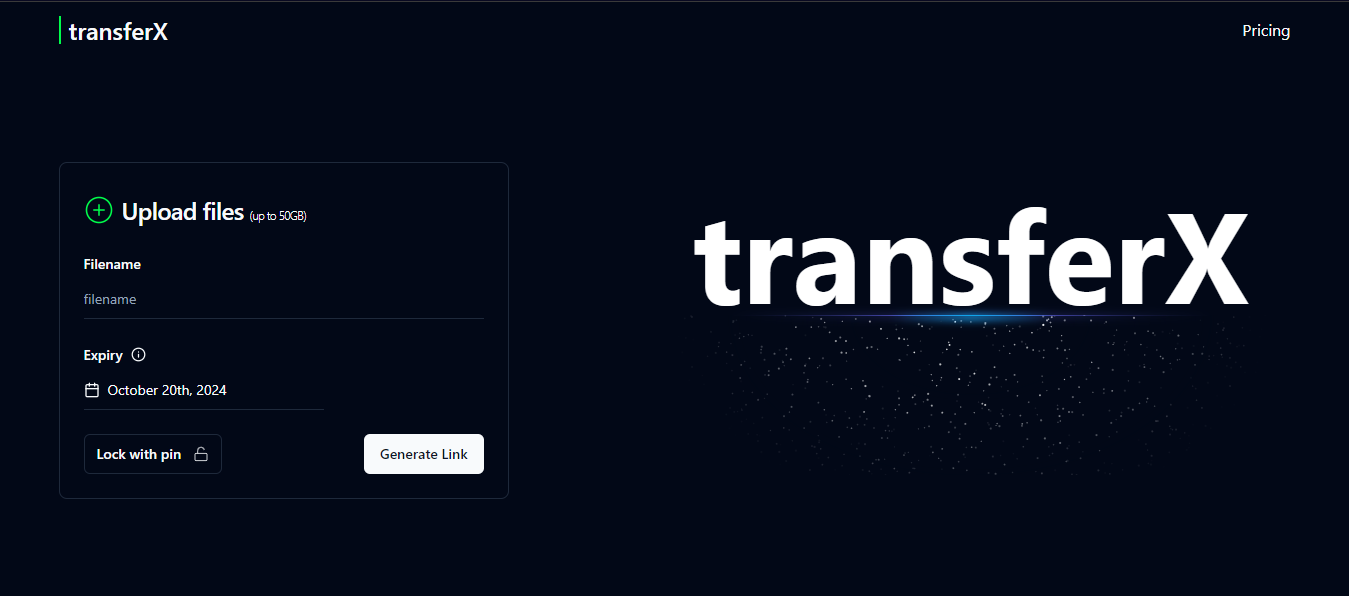 transferX
Pricing
Upload files (up to 50GB)
Filename
filename
Expiry
October 20th, 2024
Lock with pin
Generate Link
transferX